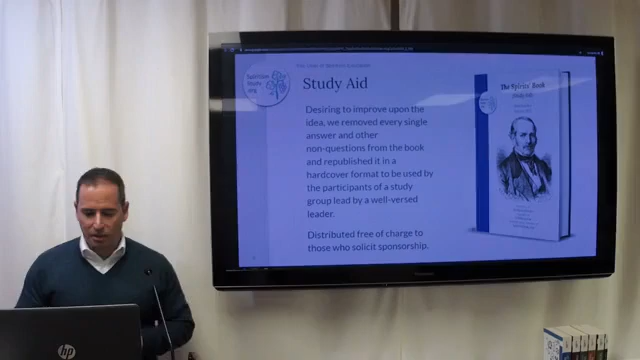 Study Aid
Desiring to improve upon the
idea, we removed every single
answer and other
non-questions from the book
and republished it in a
hardcover format to be used by
the participants of a study
group lead by a well-versed
leader.
Distributed free of charge to
those who solicit sponsorship.
The Spirits' Book
Study Aid
hp